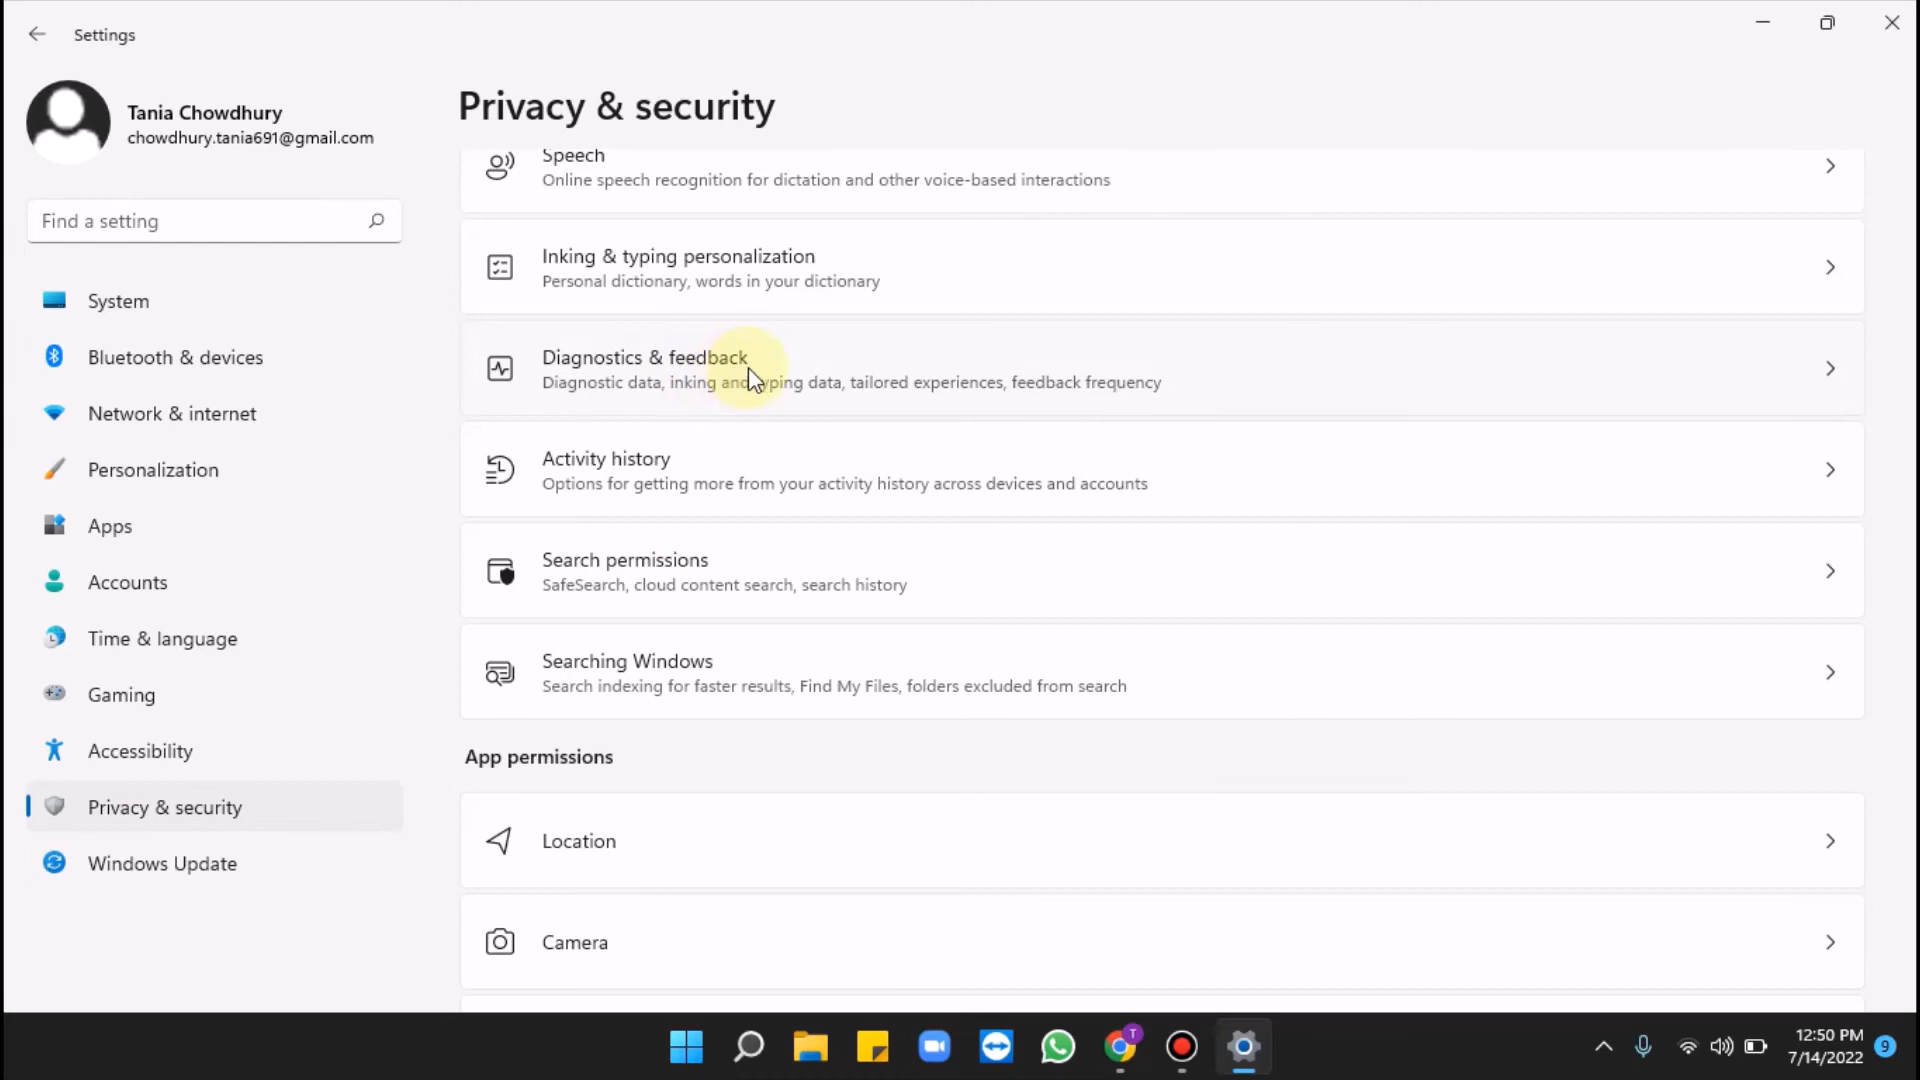 Settings
Tania Chowdhury
chowdhury.tania691@gmail.com
Find a setting
System
Bluetooth & devices
Network & internet
Personalization
Apps
Accounts
Time & language
Gaming
Accessibility
Privacy & security
Windows Update
Privacy & security
Speech
Online speech recognition for dictation and other voice-based interactions
Inking & typing personalization
Personal dictionary, words in your dictionary
Diagnostics & feedback
Diagnostic data, inking and typing data, tailored experiences, feedback frequency
Activity history
Options for getting more from your activity history across devices and accounts
Search permissions
SafeSearch, cloud content search, search history
Searching Windows
Search indexing for faster results, Find My Files, folders excluded from search
App permissions
Location
Camera
T
12:50 PM
7/14/2022
9